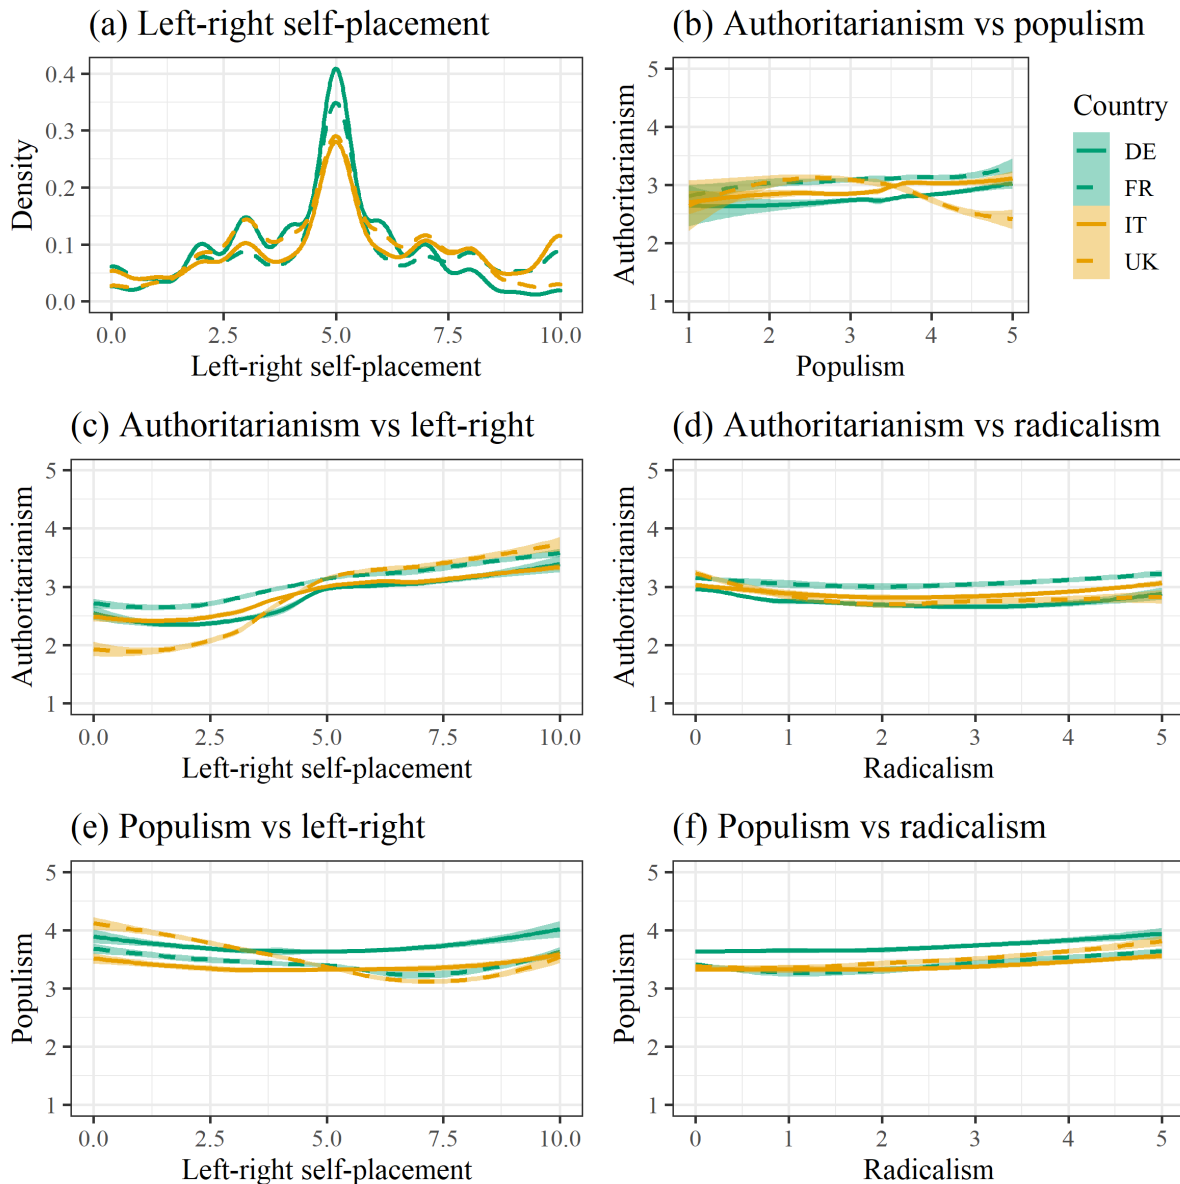 (a) Left-right self-placement
Density
0.4
0.3
0.2
0.1
0.0
0.0 2.5 5.0 7.5 10.0
Left-right self-placement
(b) Authoritarianism vs populism
Authoritarianism
5
4
3
2
1
1 2 3 4 5
Populism
Country
DE
FR
IT
UK
(c) Authoritarianism vs left-right
Authoritarianism
5
4
3
2
1
0.0 2.5 5.0 7.5 10.0
Left-right self-placement
(d) Authoritarianism vs radicalism
Authoritarianism
5
4
3
2
1
0 1 2 3 4 5
Radicalism
(e) Populism vs left-right
Populism
5
4
3
2
1
0.0 2.5 5.0 7.5 10.0
Left-right self-placement
(f) Populism vs radicalism
Populism
5
4
3
2
1
0 1 2 3 4 5
Radicalism